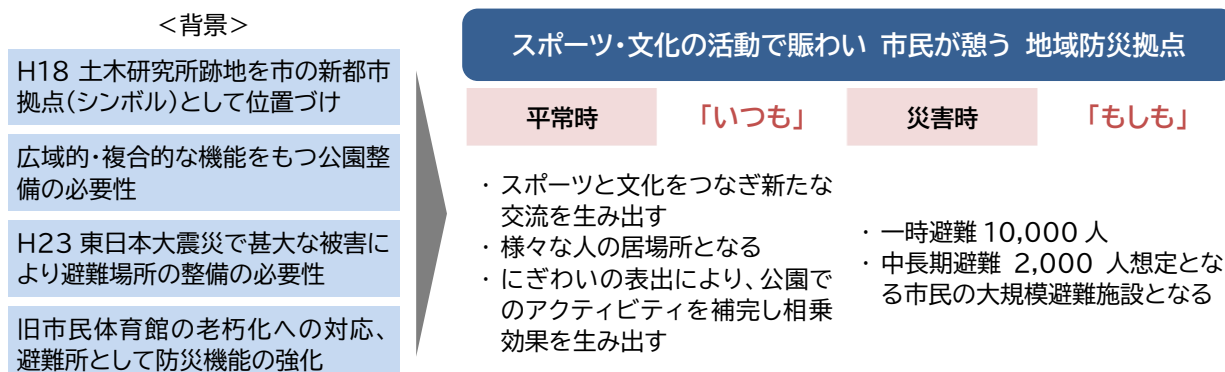 ＜背景＞
H18 土木研究所跡地を市の新都市
拠点(シンボル)として位置づけ
広域的・複合的な機能をもつ公園整
備の必要性
H23 東日本大震災で甚大な被害に
より避難場所の整備の必要性
旧市民体育館の老朽化への対応、
避難所として防災機能の強化
スポーツ・文化の活動で賑わい 市民が憩う 地域防災拠点
平常時 「いつも」 災害時 「もしも」
・ スポーツと文化をつなぎ新たな
交流を生み出す
・ 様々な人の居場所となる
・ にぎわいの表出により、公園で
のアクティビティを補完し相乗
効果を生み出す
・ 一時避難 10,000 人
・ 中長期避難 2,000 人想定とな
る市民の大規模避難施設となる